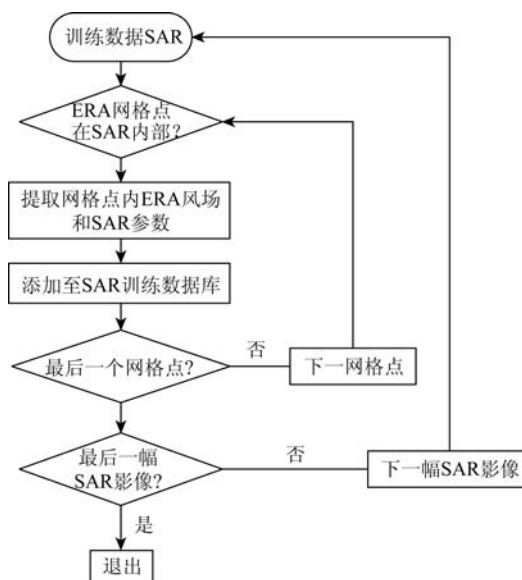 训练数据SAR
ERA网格点
在SAR内部?
提取网格点内ERA风场
和SAR参数
添加至SAR训练数据库
最后一个网格点?
否
下一网格点
最后一幅
SAR影像?
否
下一幅SAR影像
是
退出